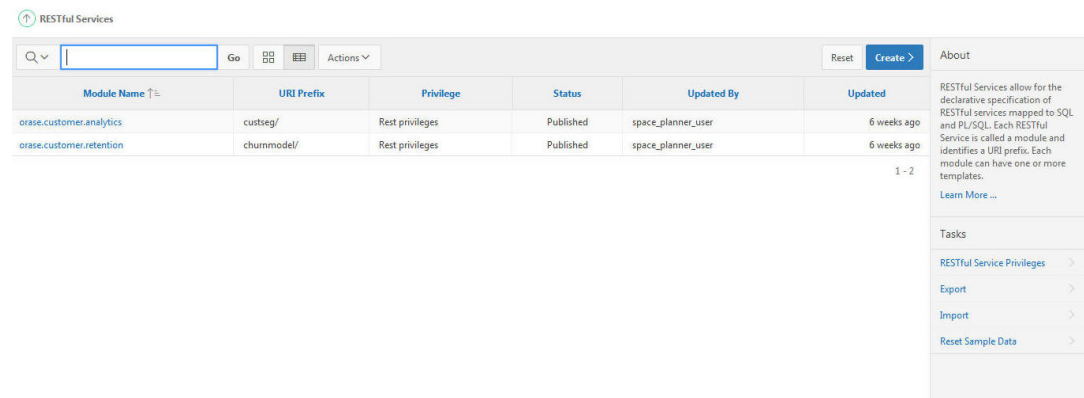 RESTful Services
Go
Actions
Reset
Create
Module Name
URI Prefix
Privilege
Status
Updated By
Updated
orase.customer.analytics
custseg/
Rest privileges
Published
space_planner_user
6 weeks ago
orase.customer.retention
churnmodel/
Rest privileges
Published
space_planner_user
6 weeks ago
1 - 2
About
RESTful Services allow for the
declarative specification of
RESTful services mapped to SQL
and PL/SQL. Each RESTful
Service is called a module and
identifies a URI prefix. Each
module can have one or more
templates.
Learn More ...
Tasks
RESTful Service Privileges
Export
Import
Reset Sample Data